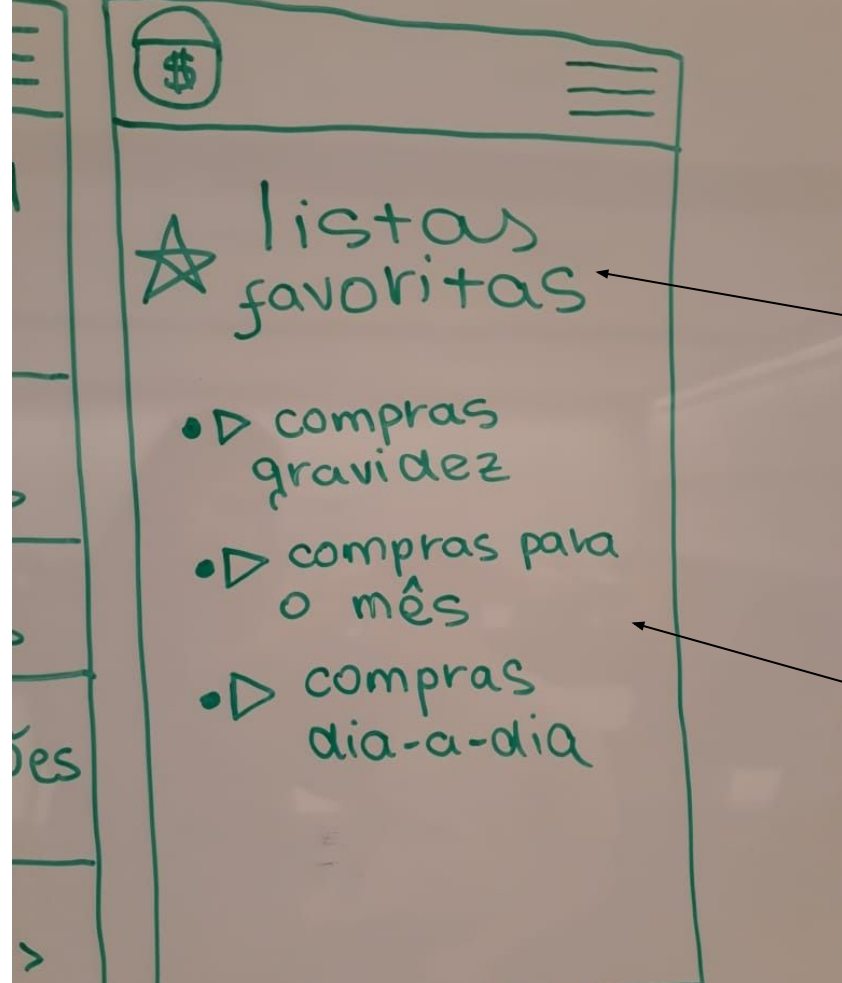 $
listas
favoritas
compras
gravidez
compras para
o mês
compras
dia-a-dia
ões
>